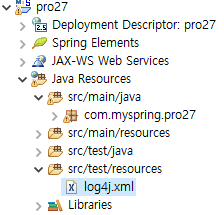 pro27
Deployment Descriptor: pro27
Spring Elements
JAX-WS Web Services
Java Resources
src/main/java
com.myspring.pro27
src/main/resources
src/test/java
src/test/resources
log4j.xml
Libraries